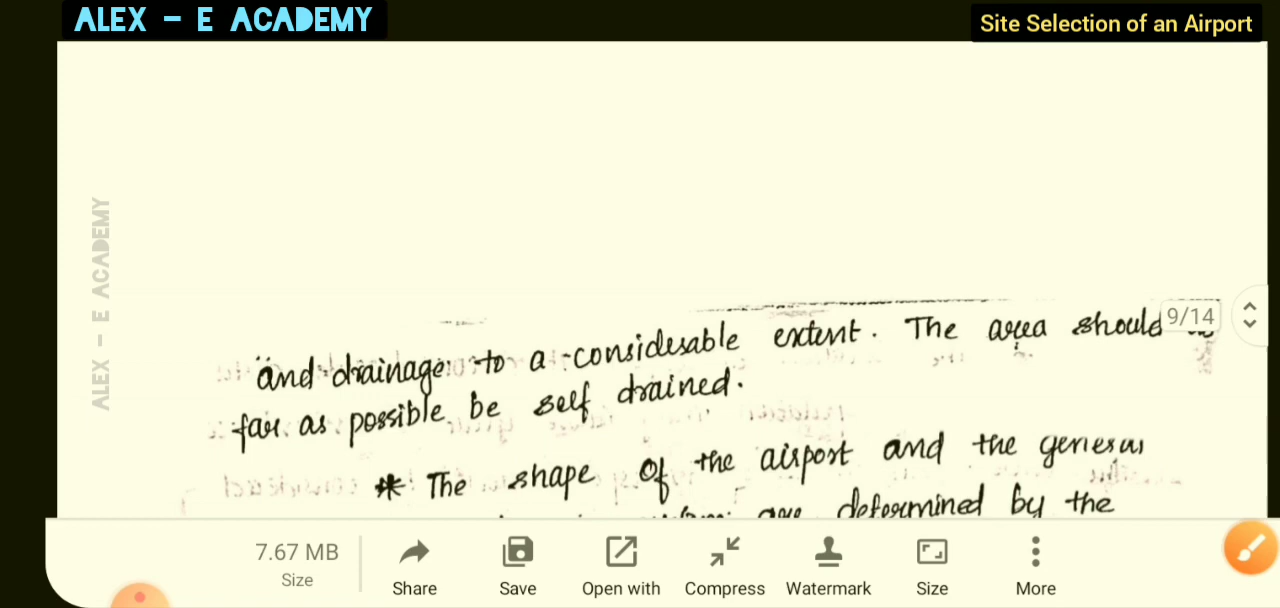 ALEX – E ACADEMY
Site Selection of an Airport
ALEX – E ACADEMY
and drainage to a considerable extent. The area should
9/14
far as possible be self drained.
* The shape of the airport and the general
are determined by the
7.67 MB
Size
Share
Save
Open with
Compress
Watermark
Size
More